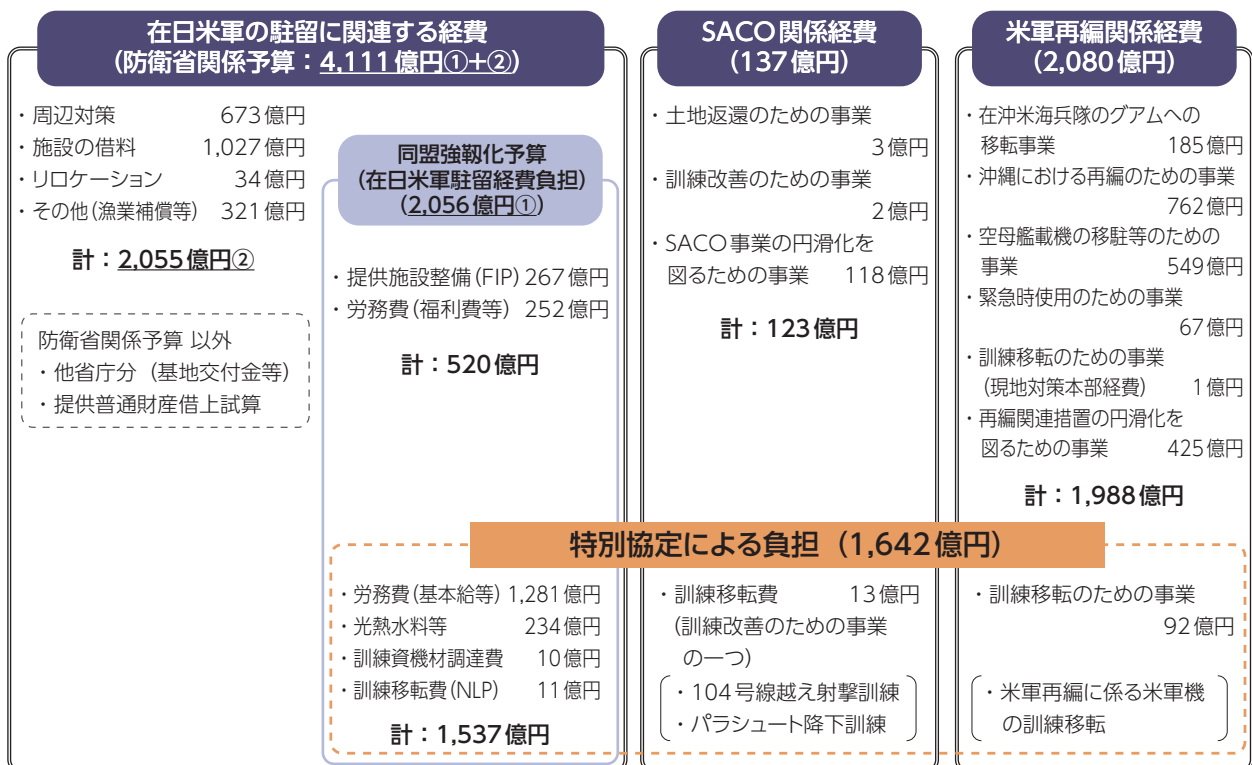 在日米軍の駐留に関連する経費
(防衛省関係予算：4,111億円①+②)
・周辺対策 673億円
・施設の借料 1,027億円
・リロケーション 34億円
・その他(漁業補償等) 321億円
計：2,055億円②
防衛省関係予算 以外
・他省庁分（基地交付金等）
・提供普通財産借上試算
同盟強靱化予算
(在日米軍駐留経費負担)
(2,056億円①)
・提供施設整備(FIP) 267億円
・労務費(福利費等) 252億円
計：520億円
SACO関係経費
(137億円)
・土地返還のための事業
3億円
・訓練改善のための事業
2億円
・SACO事業の円滑化を
図るための事業 118億円
計：123億円
米軍再編関係経費
(2,080億円)
・在沖米海兵隊のグアムへの
移転事業 185億円
・沖縄における再編のための事業
762億円
・空母艦載機の移駐等のための
事業 549億円
・緊急時使用のための事業
67億円
・訓練移転のための事業
(現地対策本部経費) 1億円
・再編関連措置の円滑化を
図るための事業 425億円
計：1,988億円
特別協定による負担（1,642億円）
・労務費(基本給等) 1,281億円
・光熱水料等 234億円
・訓練資機材調達費 10億円
・訓練移転費(NLP) 11億円
計：1,537億円
・訓練移転費 13億円
(訓練改善のための事業
の一つ)
・104号線越え射撃訓練
・パラシュート降下訓練
・訓練移転のための事業
92億円
・米軍再編に係る米軍機
の訓練移転